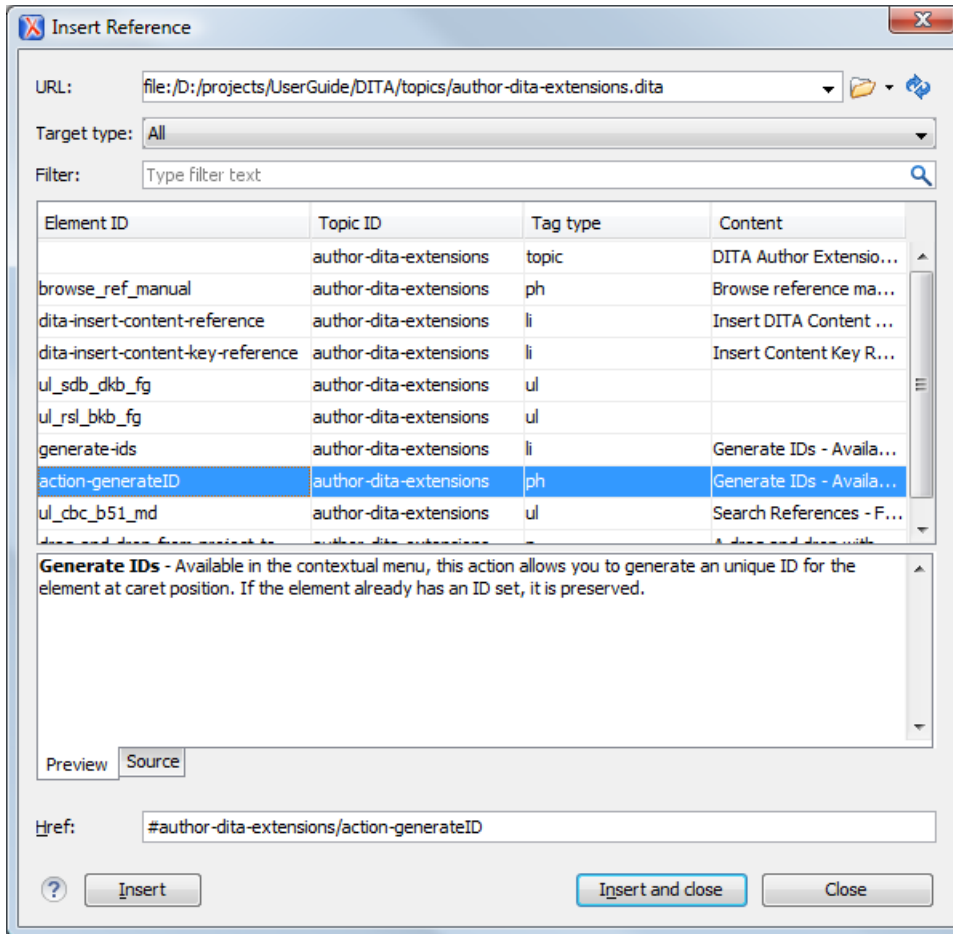 Insert Reference
URL: file:/D:/projects/UserGuide/DITA/topics/author-dita-extensions.dita
Target type: All
Filter: Type filter text
Element ID Topic ID Tag type Content
author-dita-extensions topic DITA Author Extensio...
browse_ref_manual author-dita-extensions ph Browse reference ma...
dita-insert-content-reference author-dita-extensions li Insert DITA Content ...
dita-insert-content-key-reference author-dita-extensions li Insert Content Key R...
ul_sdb_dkb_fg author-dita-extensions ul
ul_rsl_bkb_fg author-dita-extensions ul
generate-ids author-dita-extensions li Generate IDs - Availa...
action-generateID author-dita-extensions ph Generate IDs - Availa...
ul_cbc_b51_md author-dita-extensions ul Search References - F...
Generate IDs - Available in the contextual menu, this action allows you to generate an unique ID for the
element at caret position. If the element already has an ID set, it is preserved.
Preview Source
Href: #author-dita-extensions/action-generateID
? Insert Insert and close Close